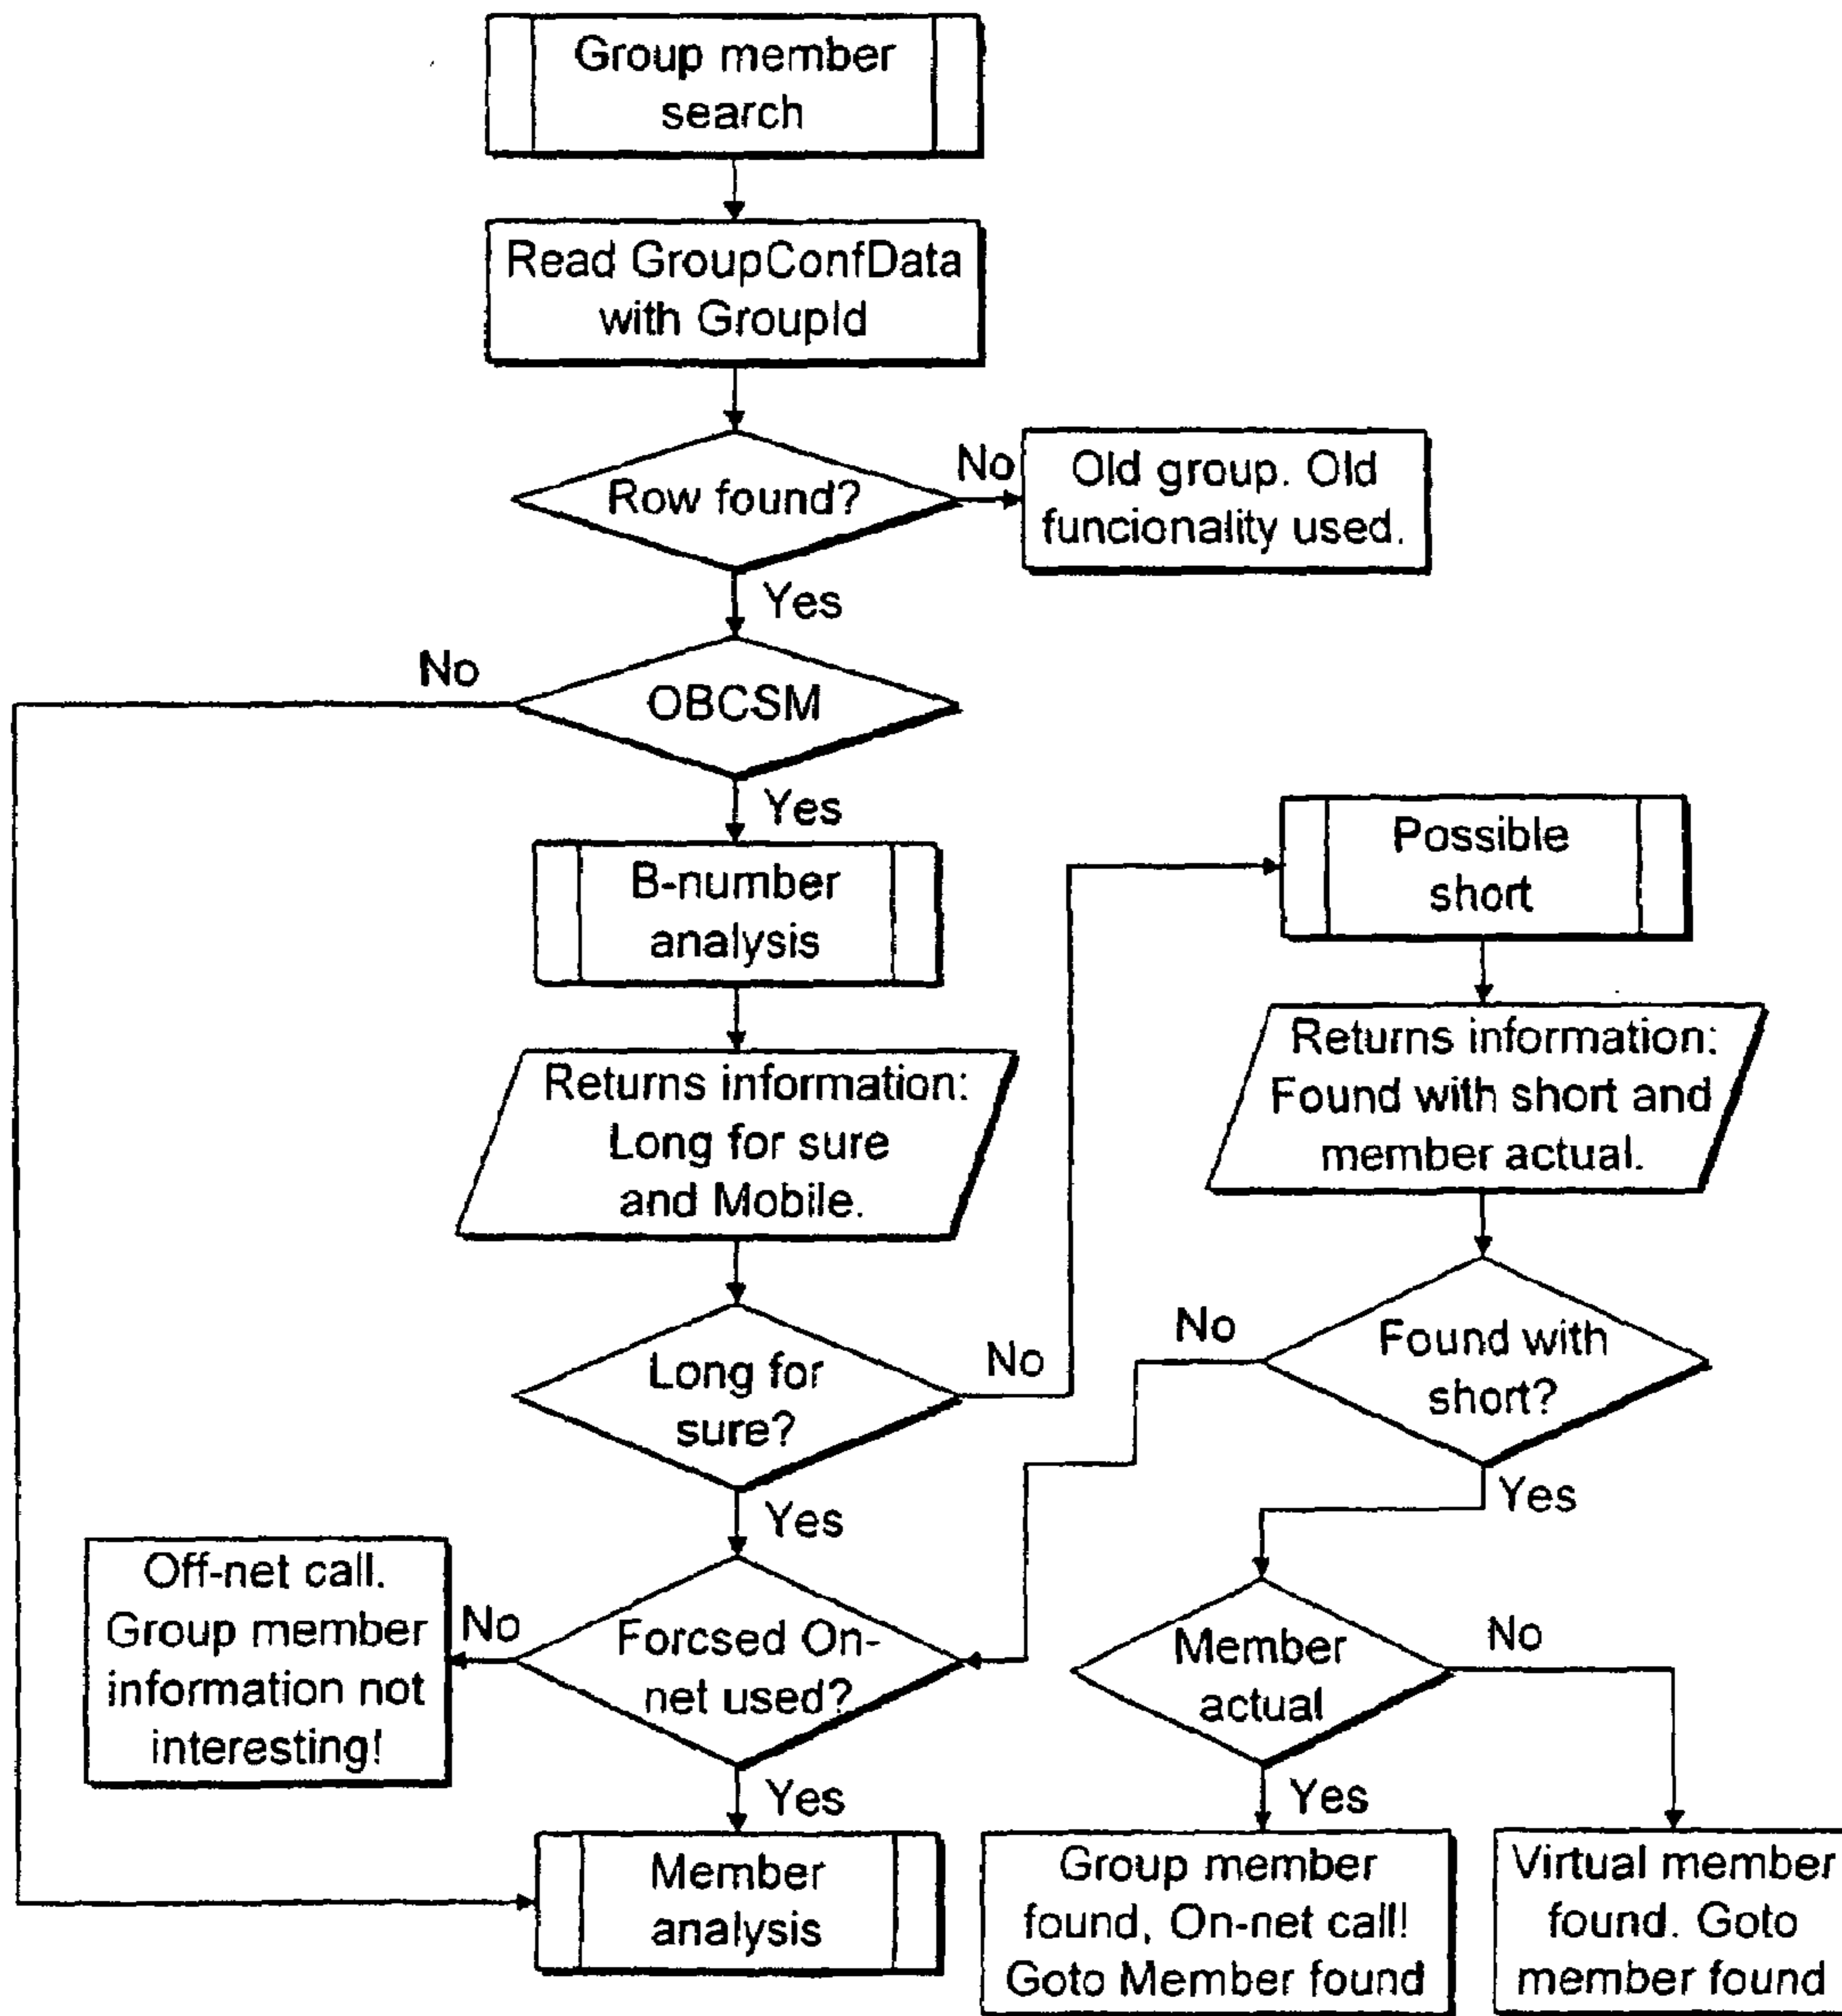 Group member
search
Read GroupConfData
with GroupId
Row found?
No
Old group. Old
funcionality used.
Yes
No
OBCSM
Yes
B-number
analysis
Possible
short
Returns information:
Long for sure
and Mobile.
Returns information:
Found with short and
member actual.
Long for
sure?
No
No
Found with
short?
Yes
Yes
Off-net call.
Group member
information not
interesting!
No
Forcsed On-
net used?
Member
actual
No
Yes
Yes
Member
analysis
Group member
found, On-net call!
Goto Member found
Virtual member
found. Goto
member found